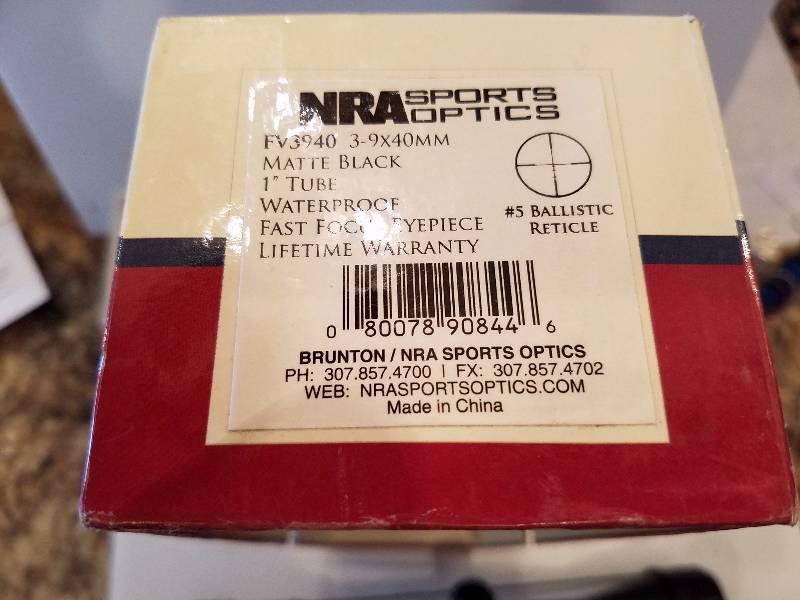 NRA SPORTS OPTICS
FV3940 3-9X40MM
MATTE BLACK
1" TUBE
WATERPROOF
FAST FOCUS EYEPIECE
LIFETIME WARRANTY
#5 BALLISTIC
RETICLE
0 80078 90844 6
BRUNTON / NRA SPORTS OPTICS
PH: 307.857.4700 | FX: 307.857.4702
WEB: NRASPORTSOPTICS.COM
Made in China